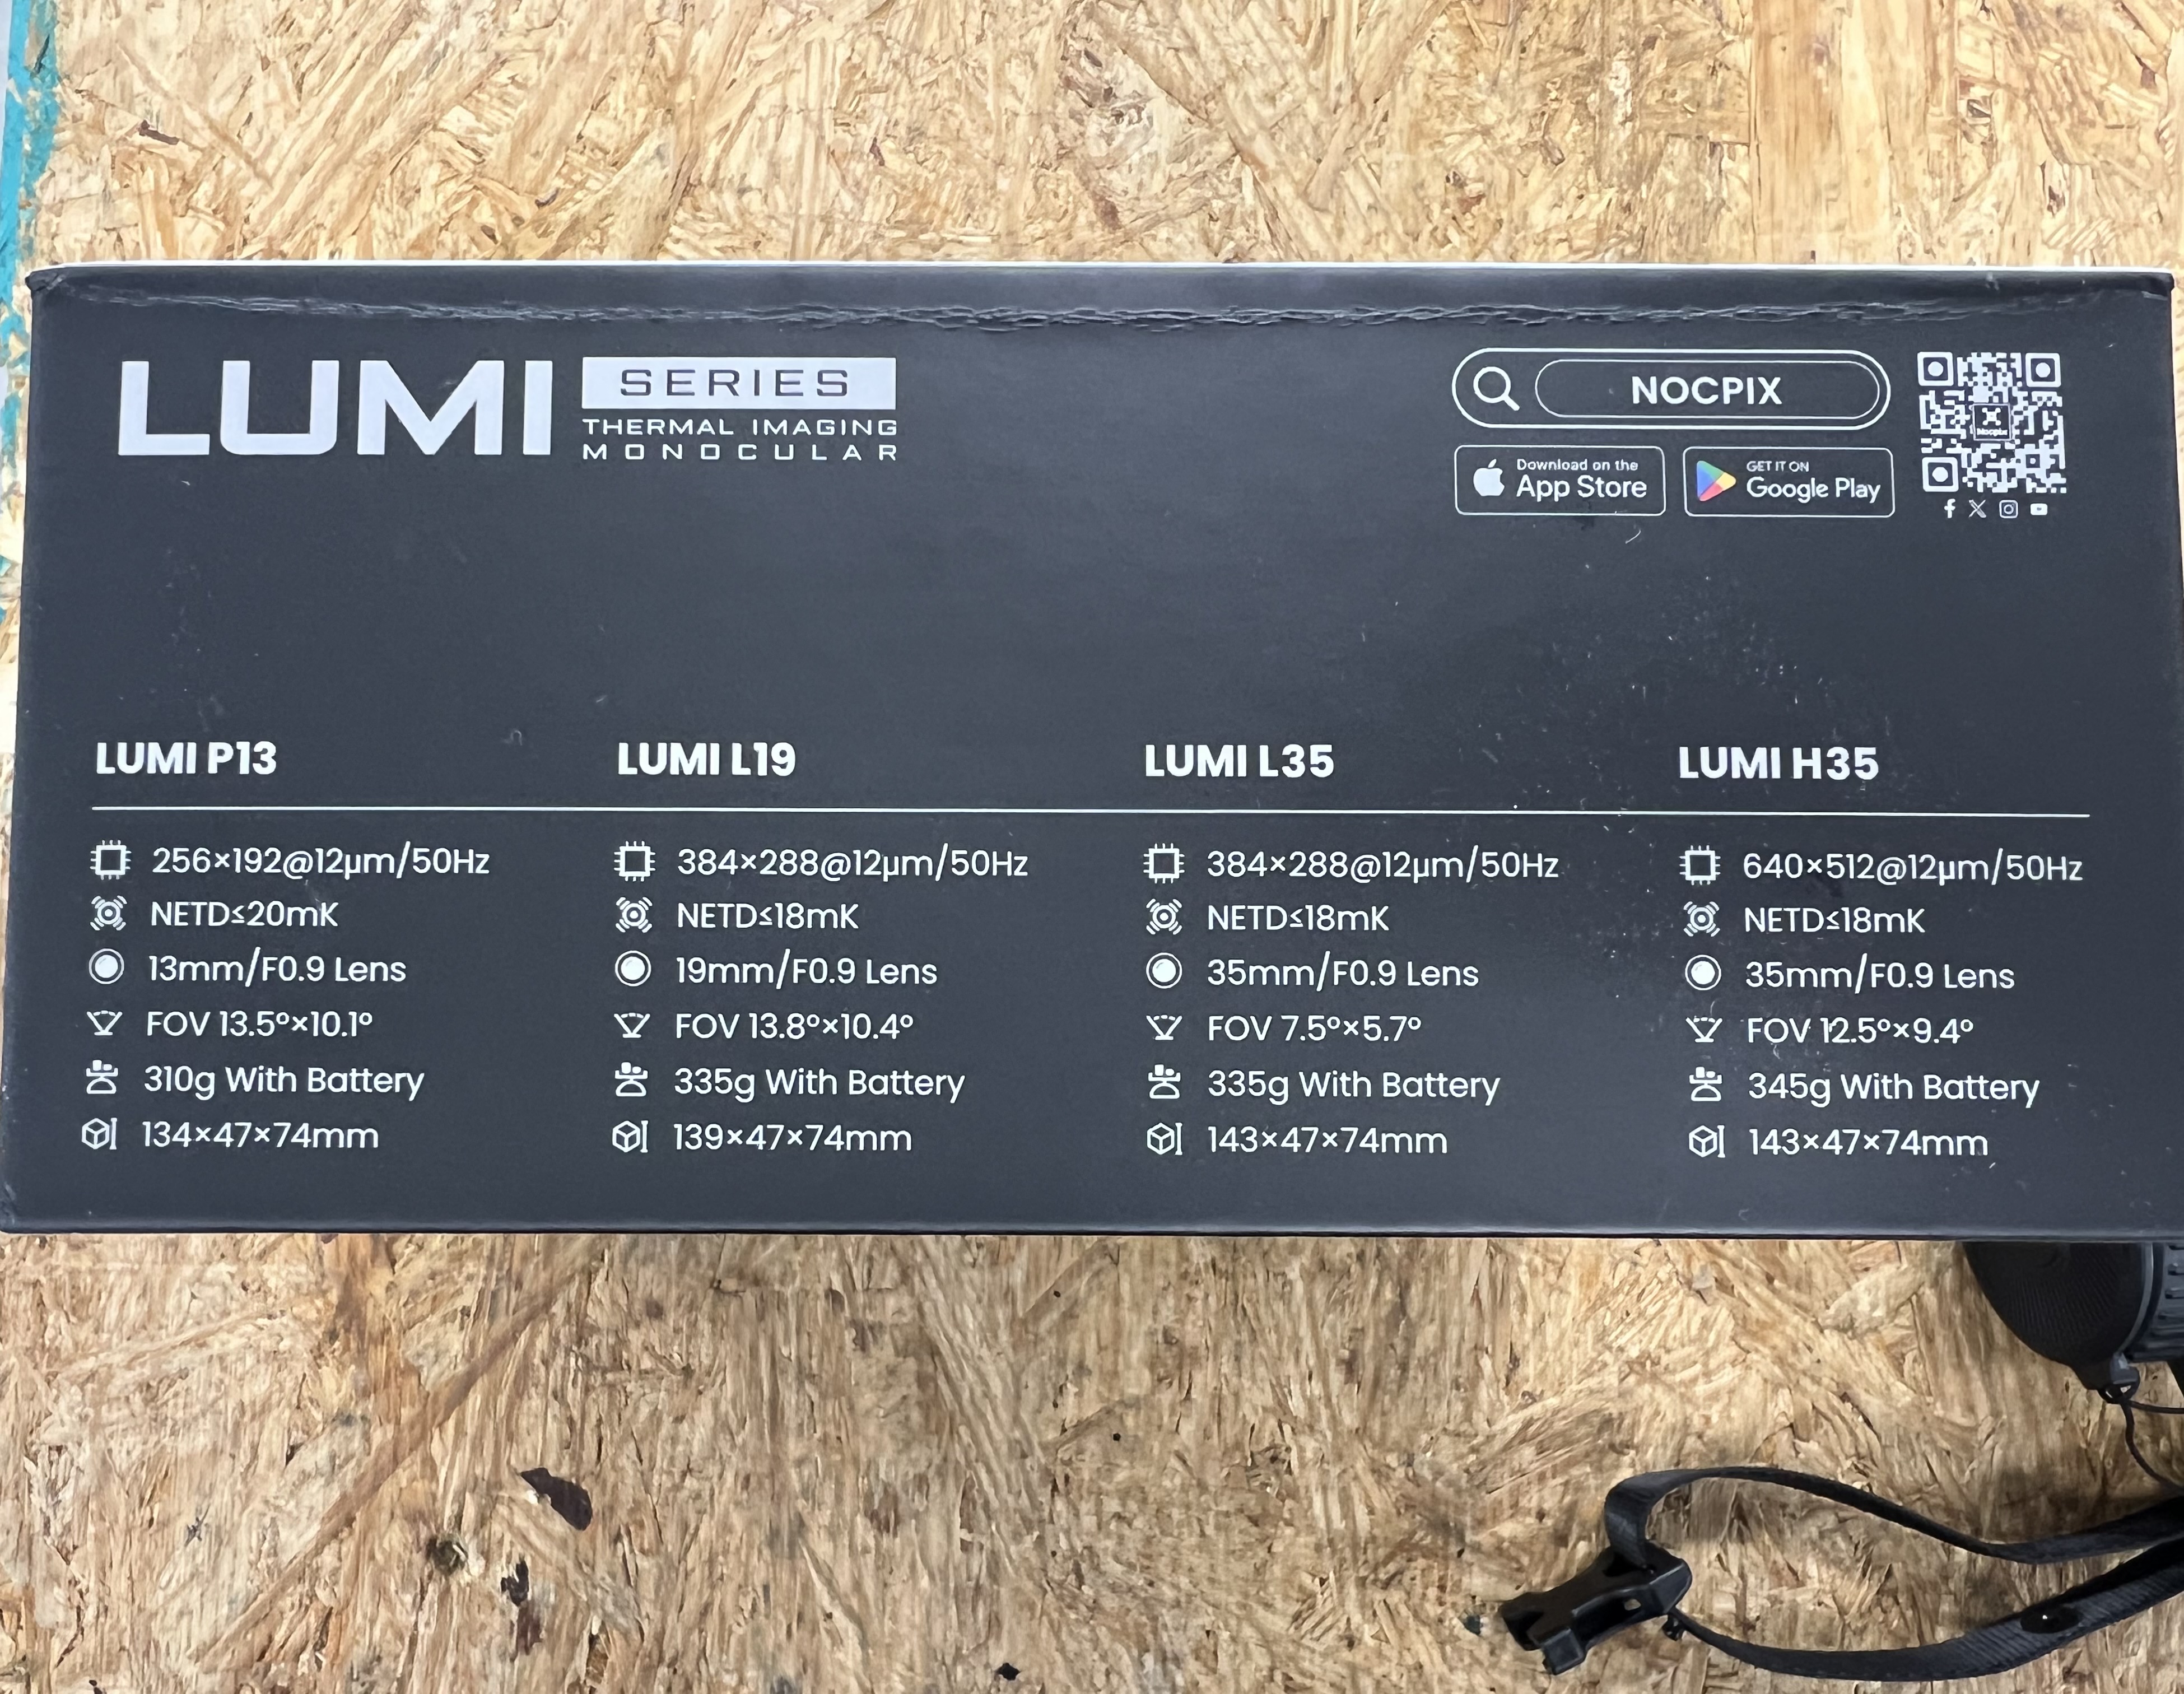 LUMI SERIES
THERMAL IMAGING
MONOCULAR
NOCPIX
Download on the
App Store
GET IT ON
Google Play
Nocpix
LUMI P13
256×192@12µm/50Hz
NETD≤20mK
13mm/F0.9 Lens
FOV 13.5°×10.1°
310g With Battery
134×47×74mm
LUMI L19
384×288@12µm/50Hz
NETD≤18mK
19mm/F0.9 Lens
FOV 13.8°×10.4°
335g With Battery
139×47×74mm
LUMI L35
384×288@12µm/50Hz
NETD≤18mK
35mm/F0.9 Lens
FOV 7.5°×5.7°
335g With Battery
143×47×74mm
LUMI H35
640×512@12µm/50Hz
NETD≤18mK
35mm/F0.9 Lens
FOV 12.5°×9.4°
345g With Battery
143×47×74mm